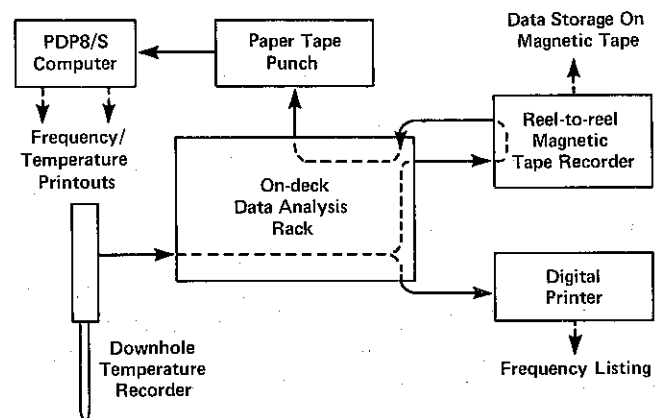 PDP8/S
Computer
Paper Tape
Punch
Data Storage On
Magnetic Tape
Frequency/
Temperature
Printouts
Reel-to-reel
Magnetic
Tape Recorder
On-deck
Data Analysis
Rack
Digital
Printer
Downhole
Temperature
Recorder
Frequency Listing